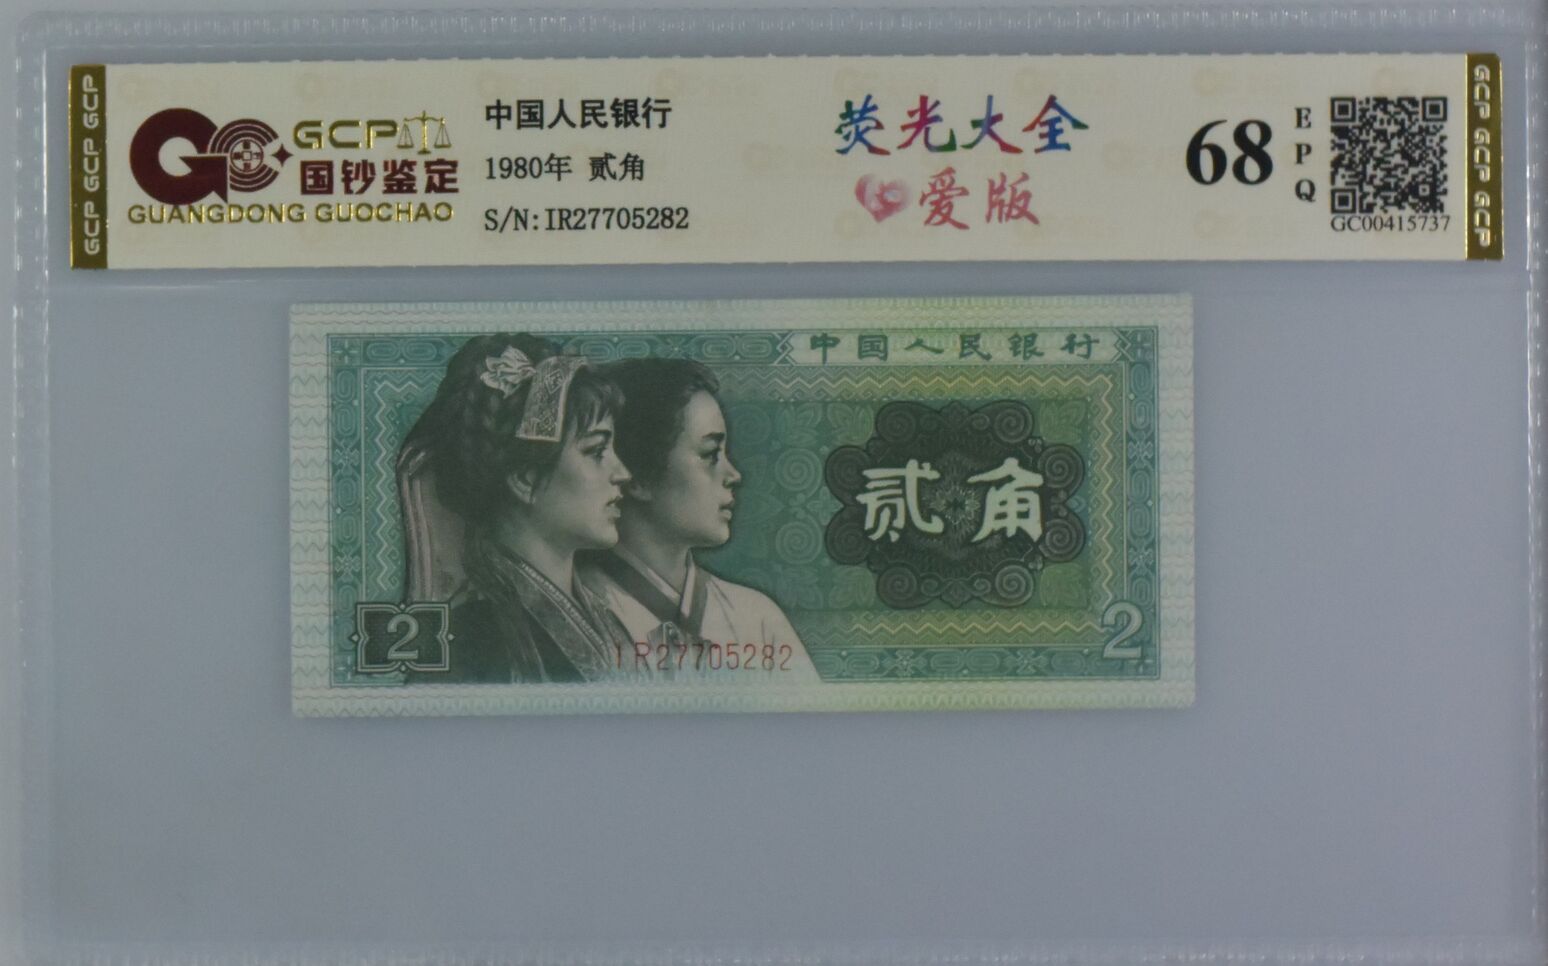 GCP GCP GCP
GCP
国钞鉴定
GUANGDONG GUOCHAO
中国人民银行
1980年 贰角
S/N:IR27705282
荧光大全
爱版
68
EPQ
GC00415737
GCP GCP GCP
中国人民银行
贰角
2
2
IR27705282